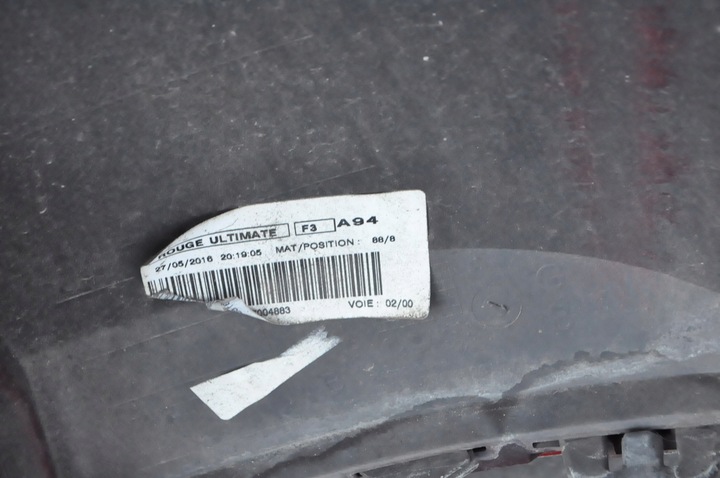 ROUGE ULTIMATE F3 A94
27/05/2016 20:19:05 MAT/POSITION : 88/8
004883 VOIE : 02/00